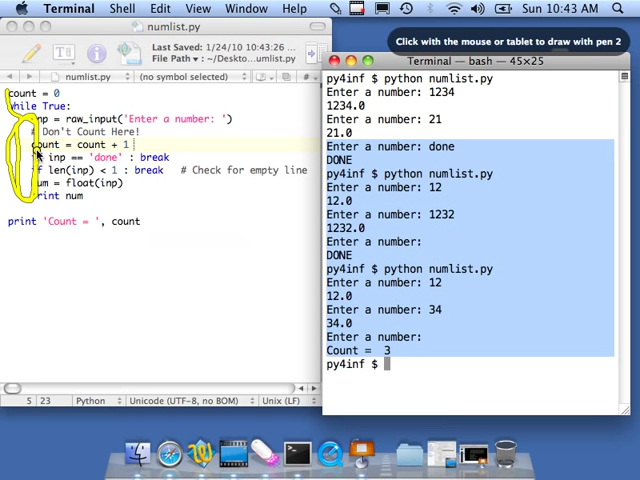 Terminal Shell Edit View Window Help Sun 10:43 AM
Click with the mouse or tablet to draw with pen 2
numlist.py
Last Saved: 1/24/10 10:43:26
File Path: ~/Deskto...umlist.py
numlist.py (no symbol selected)
count = 0
while True:
inp = raw_input('Enter a number: ')
# Don't Count Here!
count = count + 1
if inp == 'done' : break
if len(inp) < 1 : break # Check for empty line
num = float(inp)
print num
print 'Count = ', count
5 23 Python Unicode (UTF-8, no BOM) Unix (LF)
Terminal — bash — 45×25
py4inf $ python numlist.py
Enter a number: 1234
1234.0
Enter a number: 21
21.0
Enter a number: done
DONE
py4inf $ python numlist.py
Enter a number: 12
12.0
Enter a number: 1232
1232.0
Enter a number:
DONE
py4inf $ python numlist.py
Enter a number: 12
12.0
Enter a number: 34
34.0
Enter a number:
Count = 3
py4inf $